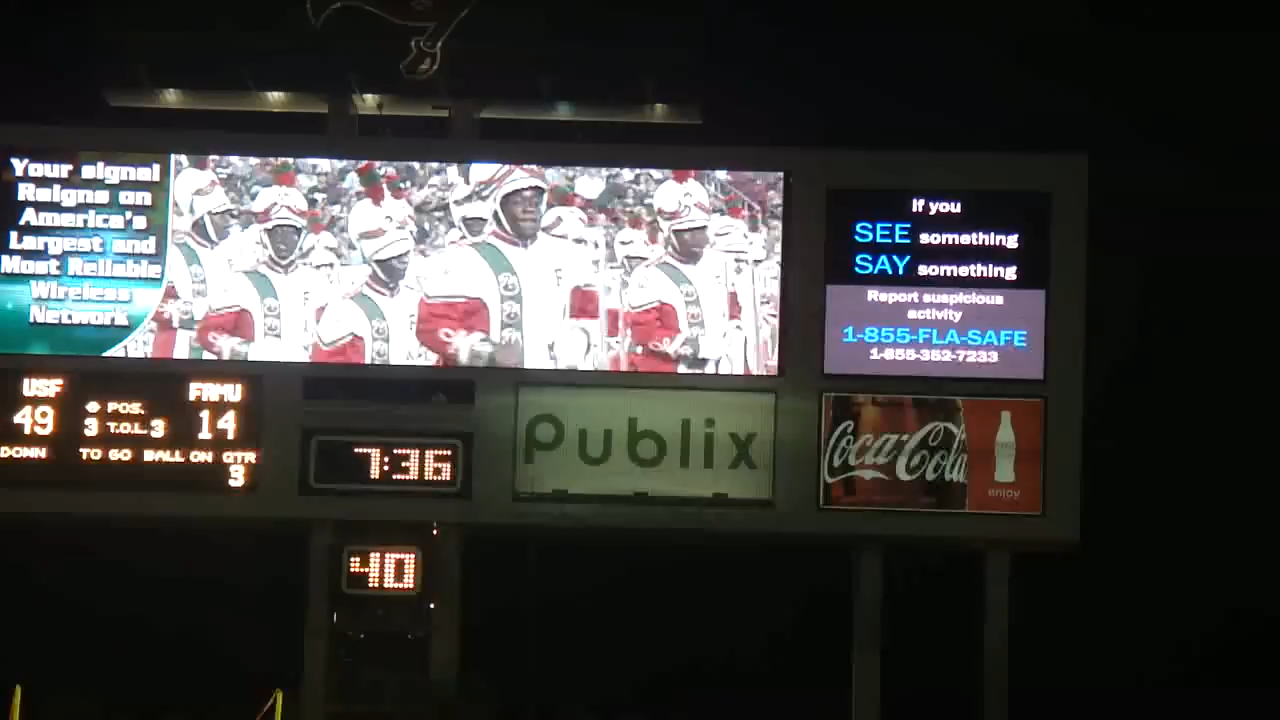 Your signal
Reigns on
America's
Largest and
Most Reliable
Wireless
Network
If you
SEE something
SAY something
Report suspicious
activity
1-855-FLA-SAFE
1-855-352-7233
USF FAMU
49 POS. 14
3 T.O.L. 3
DOWN TO GO BALL ON QTR
3
7:36
40
Publix
Coca-Cola
enjoy